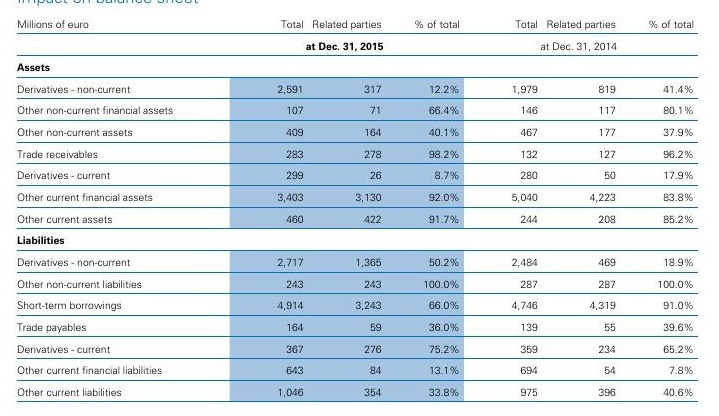 Impact on balance sheet
Millions of euro Total Related parties % of total Total Related parties % of total
at Dec. 31, 2015 at Dec. 31, 2014
Assets
Derivatives - non-current 2,591 317 12.2% 1,979 819 41.4%
Other non-current financial assets 107 71 66.4% 146 117 80.1%
Other non-current assets 409 164 40.1% 467 177 37.9%
Trade receivables 283 278 98.2% 132 127 96.2%
Derivatives - current 299 26 8.7% 280 50 17.9%
Other current financial assets 3,403 3,130 92.0% 5,040 4,223 83.8%
Other current assets 460 422 91.7% 244 208 85.2%
Liabilities
Derivatives - non-current 2,717 1,365 50.2% 2,484 469 18.9%
Other non-current liabilities 243 243 100.0% 287 287 100.0%
Short-term borrowings 4,914 3,243 66.0% 4,746 4,319 91.0%
Trade payables 164 59 36.0% 139 55 39.6%
Derivatives - current 367 276 75.2% 359 234 65.2%
Other current financial liabilities 643 84 13.1% 694 54 7.8%
Other current liabilities 1,046 354 33.8% 975 396 40.6%